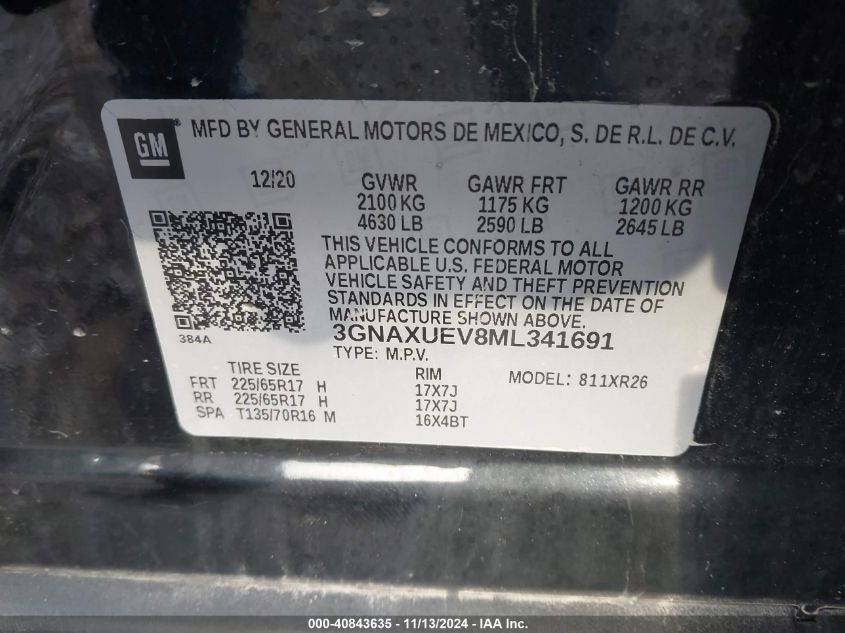 GM® MFD BY GENERAL MOTORS DE MEXICO, S. DE R.L. DE C.V.
12/20 GVWR GAWR FRT GAWR RR
2100 KG 1175 KG 1200 KG
4630 LB 2590 LB 2645 LB
THIS VEHICLE CONFORMS TO ALL
APPLICABLE U.S. FEDERAL MOTOR
VEHICLE SAFETY AND THEFT PREVENTION
STANDARDS IN EFFECT ON THE DATE OF
MANUFACTURE SHOWN ABOVE.
384A
3GNAXUEV8ML341691
TYPE: M.P.V.
TIRE SIZE RIM MODEL: 811XR26
FRT 225/65R17 H 17X7J
RR 225/65R17 H 17X7J
SPA T135/70R16 M 16X4BT
000-40843635 - 11/13/2024 - IAA Inc.